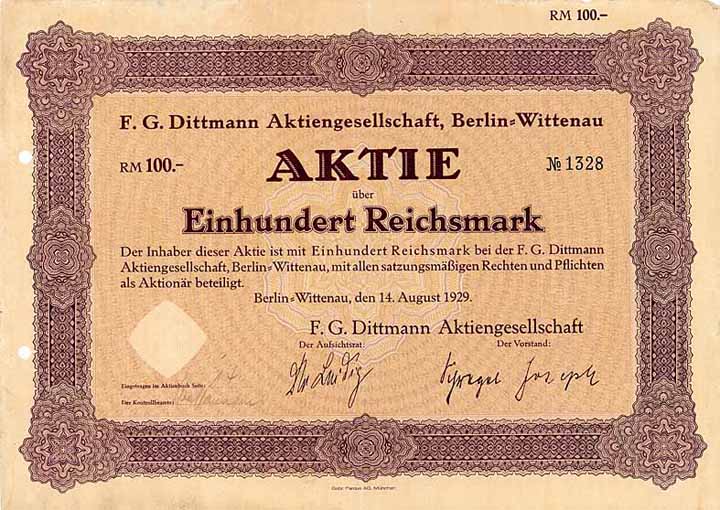 RM 100.–
F. G. Dittmann Aktiengesellschaft, Berlin=Wittenau
RM 100.– AKTIE № 1328
über
Einhundert Reichsmark
Der Inhaber dieser Aktie ist mit Einhundert Reichsmark bei der F. G. Dittmann
Aktiengesellschaft, Berlin=Wittenau, mit allen satzungsmäßigen Rechten und Pflichten
als Aktionär beteiligt.
Berlin=Wittenau, den 14. August 1929.
F. G. Dittmann Aktiengesellschaft
Der Aufsichtsrat: Der Vorstand:
Eingetragen im Aktienbuch Seite:
Der Kontrollbeamte: